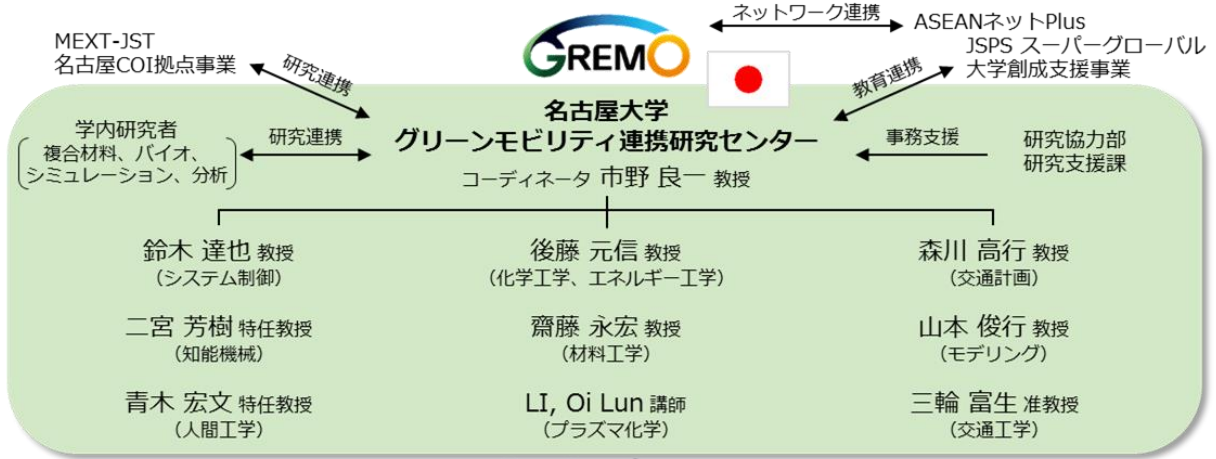 ネットワーク連携
ASEANネットPlus
JSPS スーパーグローバル
大学創成支援事業
MEXT-JST
名古屋COI拠点事業
GREMO
研究連携
教育連携
名古屋大学
グリーンモビリティ連携研究センター
コーディネータ 市野 良一 教授
学内研究者
複合材料、バイオ、
シミュレーション、分析
研究連携
事務支援
研究協力部
研究支援課
鈴木 達也 教授
（システム制御）
後藤 元信 教授
（化学工学、エネルギー工学）
森川 高行 教授
（交通計画）
二宮 芳樹 特任教授
（知能機械）
齋藤 永宏 教授
（材料工学）
山本 俊行 教授
（モデリング）
青木 宏文 特任教授
（人間工学）
LI, Oi Lun 講師
（プラズマ化学）
三輪 富生 准教授
（交通工学）